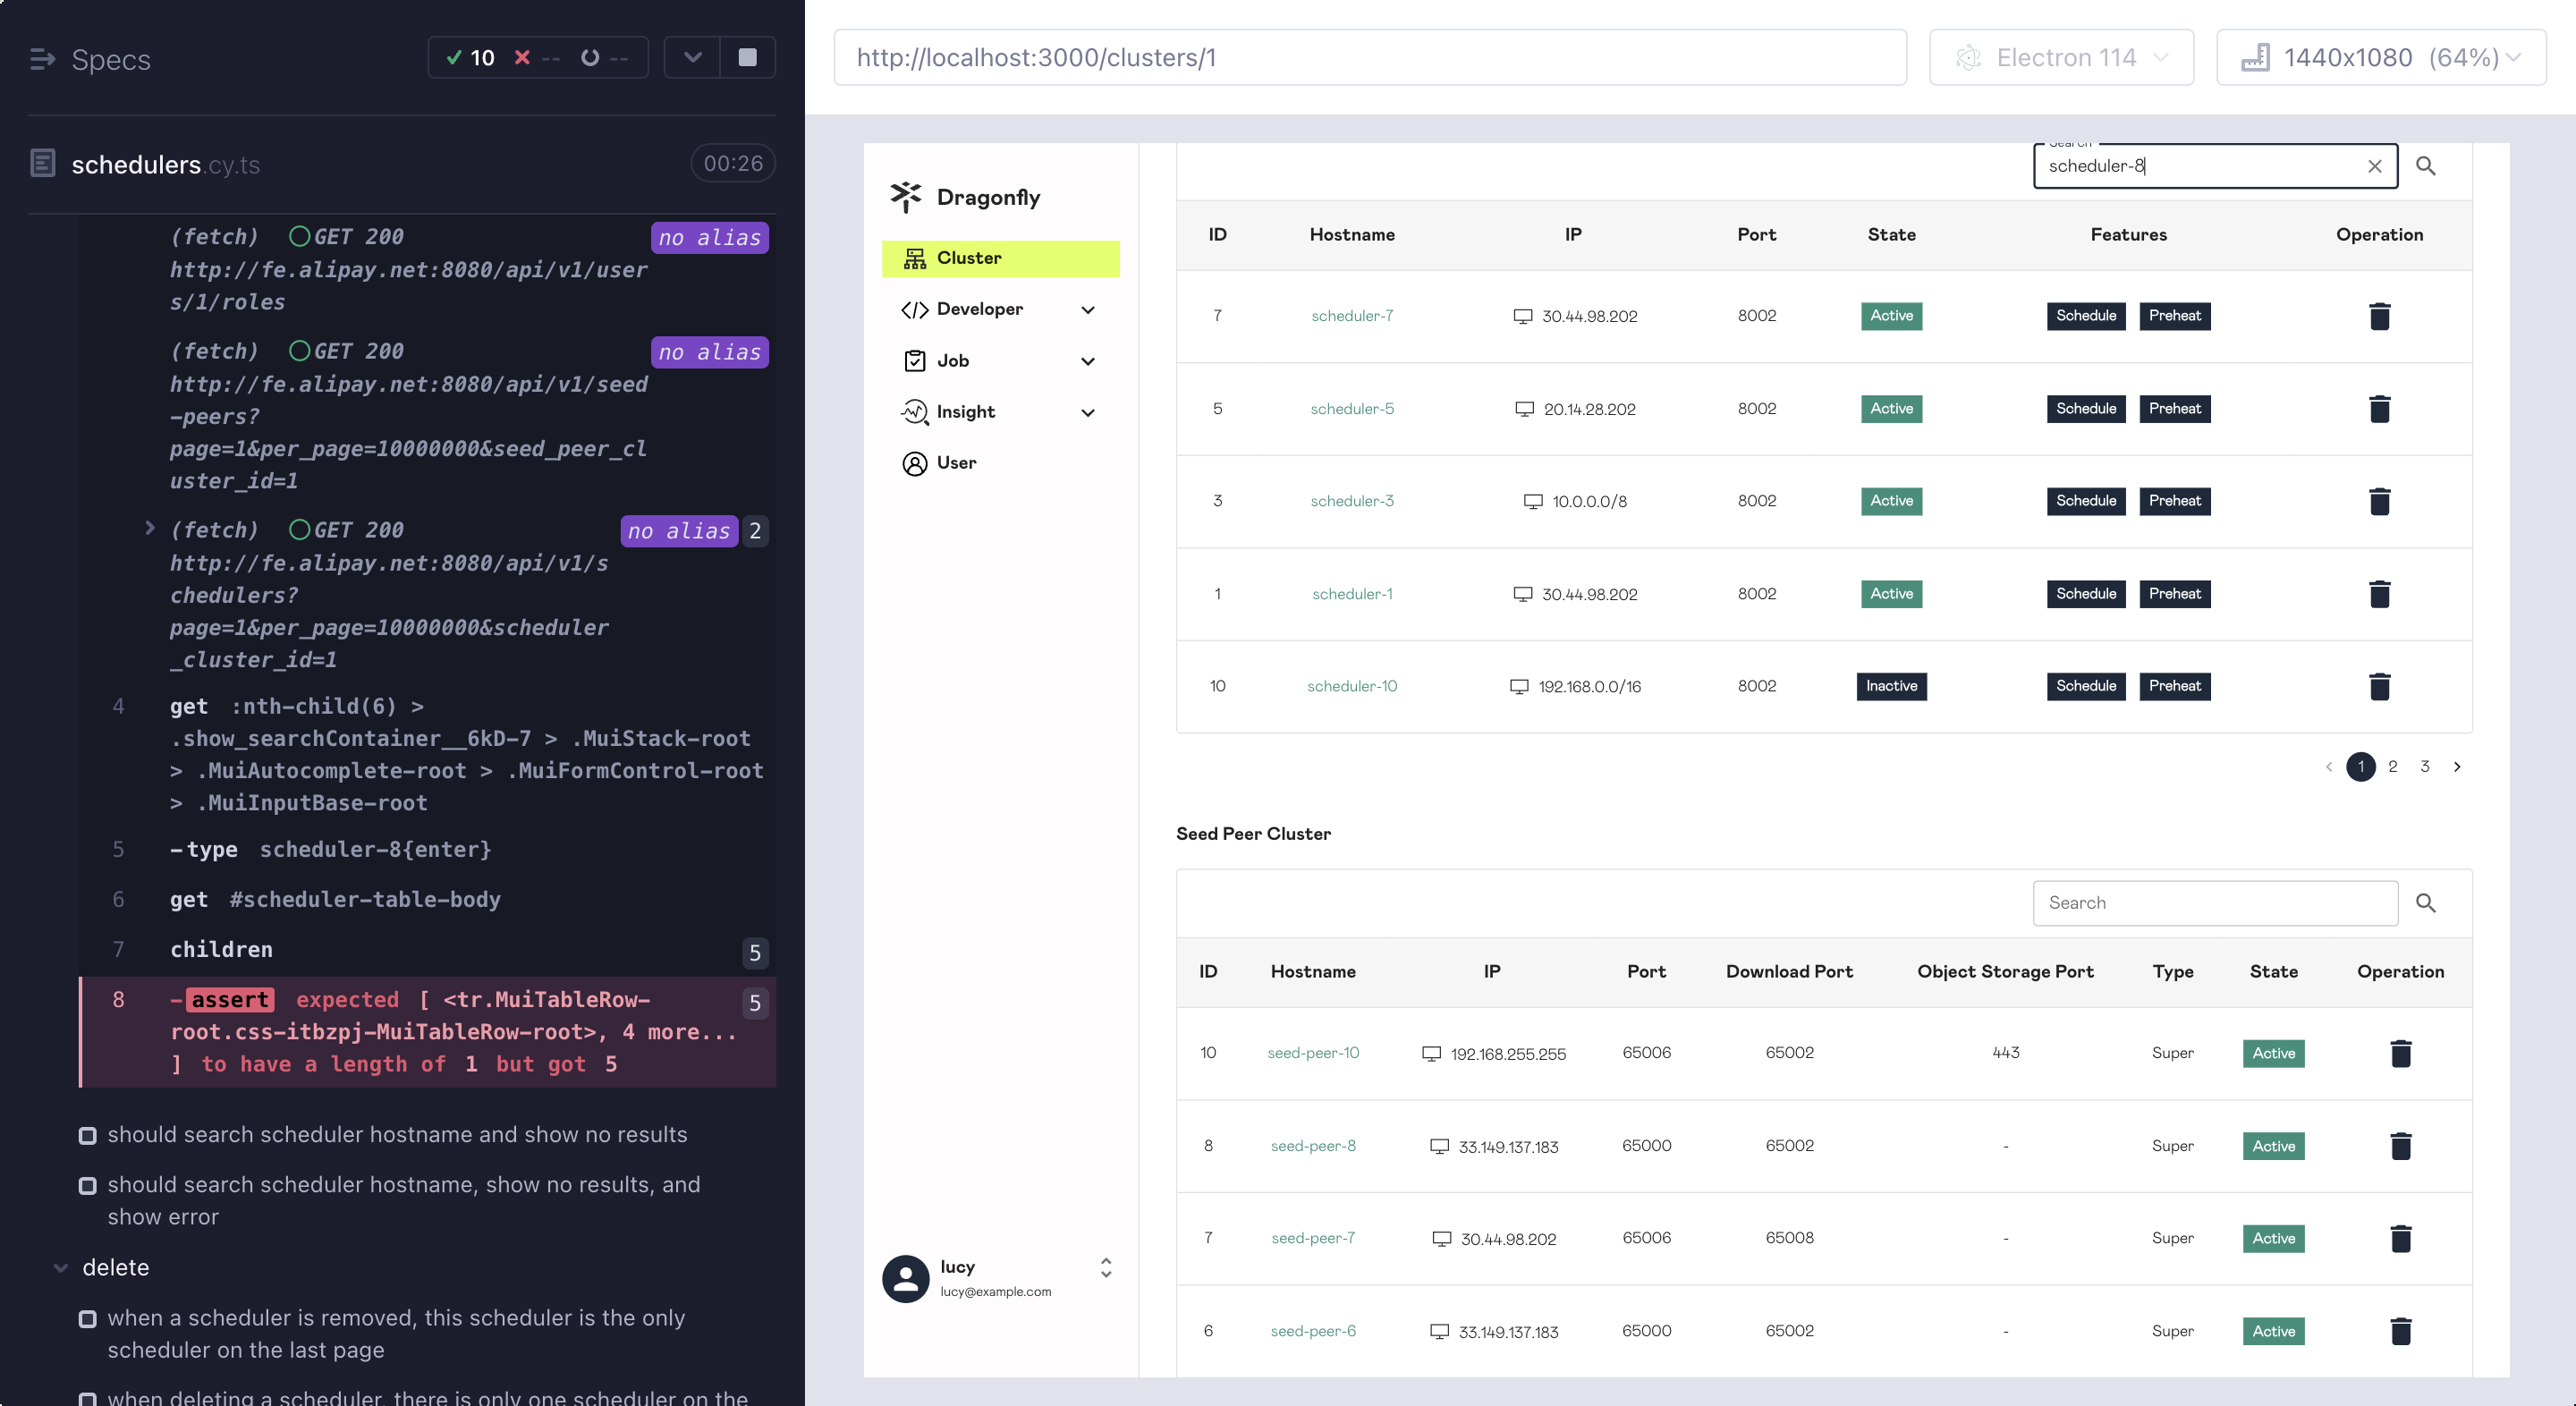 Specs
10 -- --
schedulers.cy.ts
00:26
(fetch) GET 200 no alias
http://fe.alipay.net:8080/api/v1/user
s/1/roles
(fetch) GET 200 no alias
http://fe.alipay.net:8080/api/v1/seed
-peers?
page=1&per_page=10000000&seed_peer_cl
uster_id=1
(fetch) GET 200 no alias 2
http://fe.alipay.net:8080/api/v1/s
chedulers?
page=1&per_page=10000000&scheduler
_cluster_id=1
4 get :nth-child(6) >
.show_searchContainer__6kD-7 > .MuiStack-root
> .MuiAutocomplete-root > .MuiFormControl-root
> .MuiInputBase-root
5 -type scheduler-8{enter}
6 get #scheduler-table-body
7 children 5
8 -assert expected [ <tr.MuiTableRow- 5
root.css-itbzpj-MuiTableRow-root>, 4 more...
] to have a length of 1 but got 5
should search scheduler hostname and show no results
should search scheduler hostname, show no results, and
show error
delete
when a scheduler is removed, this scheduler is the only
scheduler on the last page
when deleting a scheduler, there is only one scheduler on the
http://localhost:3000/clusters/1
Electron 114
1440x1080 (64%)
Dragonfly
Cluster
Developer
Job
Insight
User
lucy
lucy@example.com
Search
scheduler-8
ID Hostname IP Port State Features Operation
7 scheduler-7 30.44.98.202 8002 Active Schedule Preheat
5 scheduler-5 20.14.28.202 8002 Active Schedule Preheat
3 scheduler-3 10.0.0.0/8 8002 Active Schedule Preheat
1 scheduler-1 30.44.98.202 8002 Active Schedule Preheat
10 scheduler-10 192.168.0.0/16 8002 Inactive Schedule Preheat
‹ 1 2 3 ›
Seed Peer Cluster
Search
ID Hostname IP Port Download Port Object Storage Port Type State Operation
10 seed-peer-10 192.168.255.255 65006 65002 443 Super Active
8 seed-peer-8 33.149.137.183 65000 65002 - Super Active
7 seed-peer-7 30.44.98.202 65006 65008 - Super Active
6 seed-peer-6 33.149.137.183 65000 65002 - Super Active